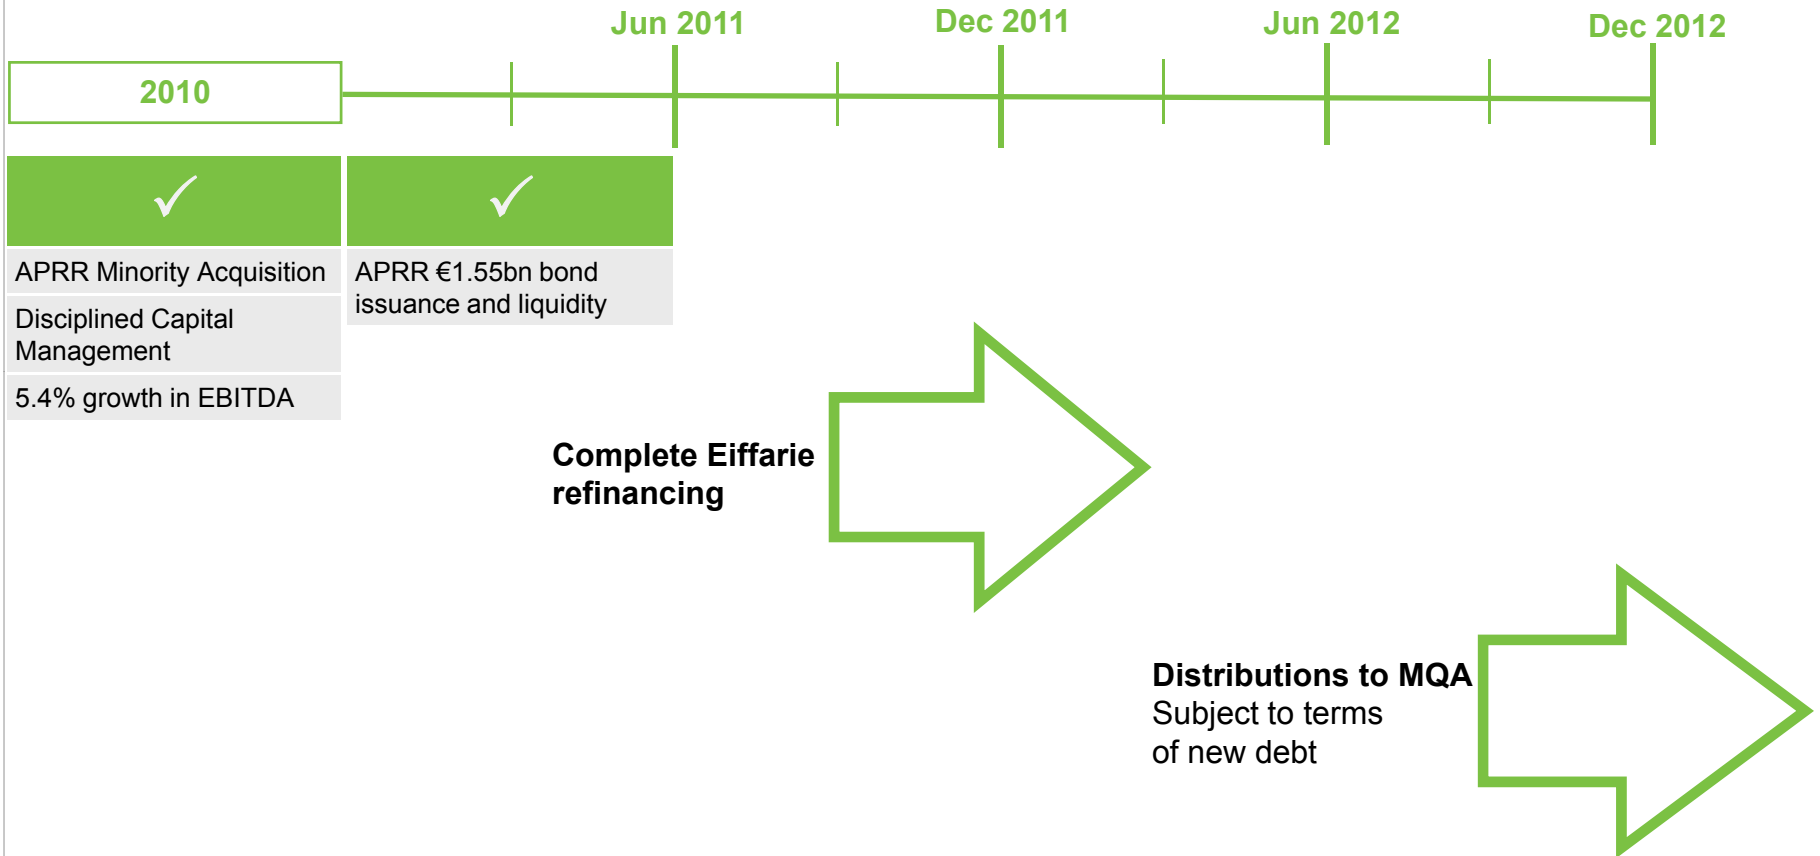 Jun 2011
Dec 2011
Jun 2012
Dec 2012
2010
APRR Minority Acquisition
Disciplined Capital
Management
5.4% growth in EBITDA
APRR €1.55bn bond
issuance and liquidity
Complete Eiffarie
refinancing
Distributions to MQA
Subject to terms
of new debt